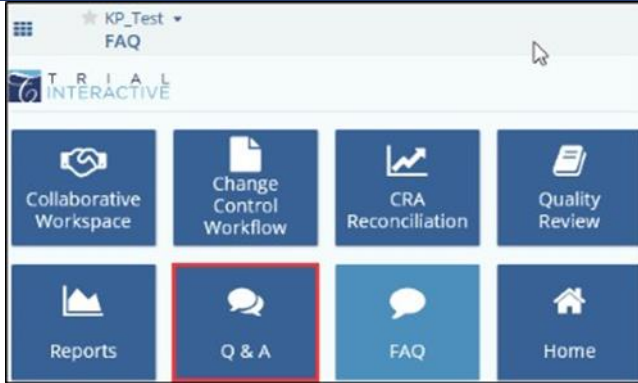 KP_Test
FAQ
TRIAL
INTERACTIVE
Collaborative
Workspace
Change
Control
Workflow
CRA
Reconciliation
Quality
Review
Reports
Q & A
FAQ
Home